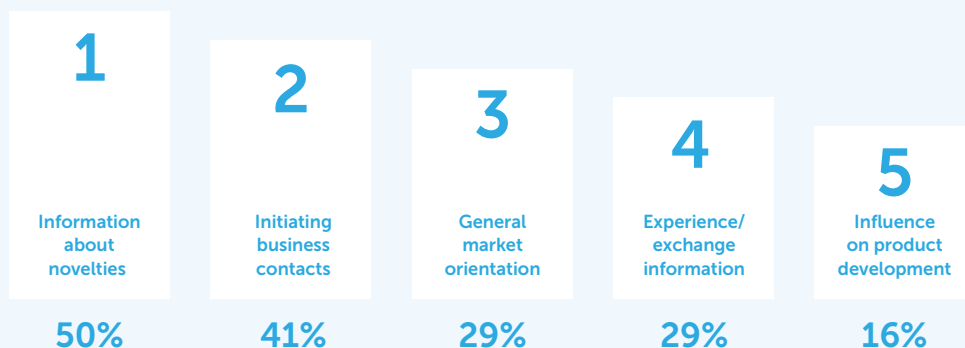 1
Information
about
novelties
50%
2
Initiating
business
contacts
41%
3
General
market
orientation
29%
4
Experience/
exchange
information
29%
5
Influence
on product
development
16%